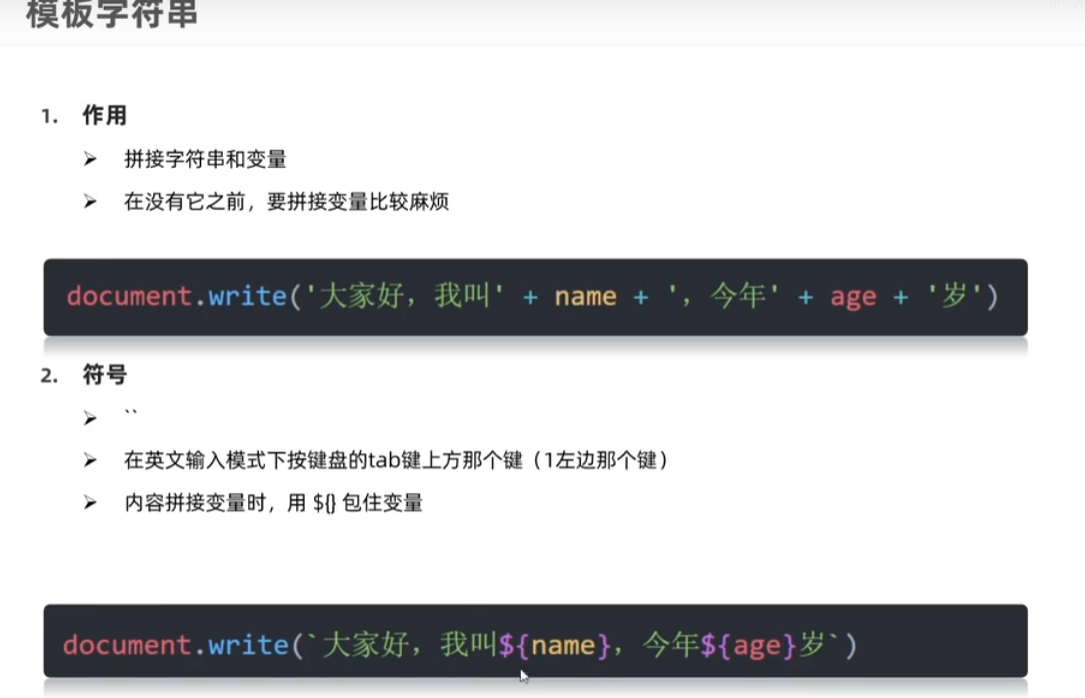 模板字符串
1. 作用
➢ 拼接字符串和变量
➢ 在没有它之前，要拼接变量比较麻烦
document.write('大家好，我叫' + name + '，今年' + age + '岁')
2. 符号
➢ ``
➢ 在英文输入模式下按键盘的tab键上方那个键（1左边那个键）
➢ 内容拼接变量时，用 ${} 包住变量
document.write(`大家好，我叫${name}，今年${age}岁`)